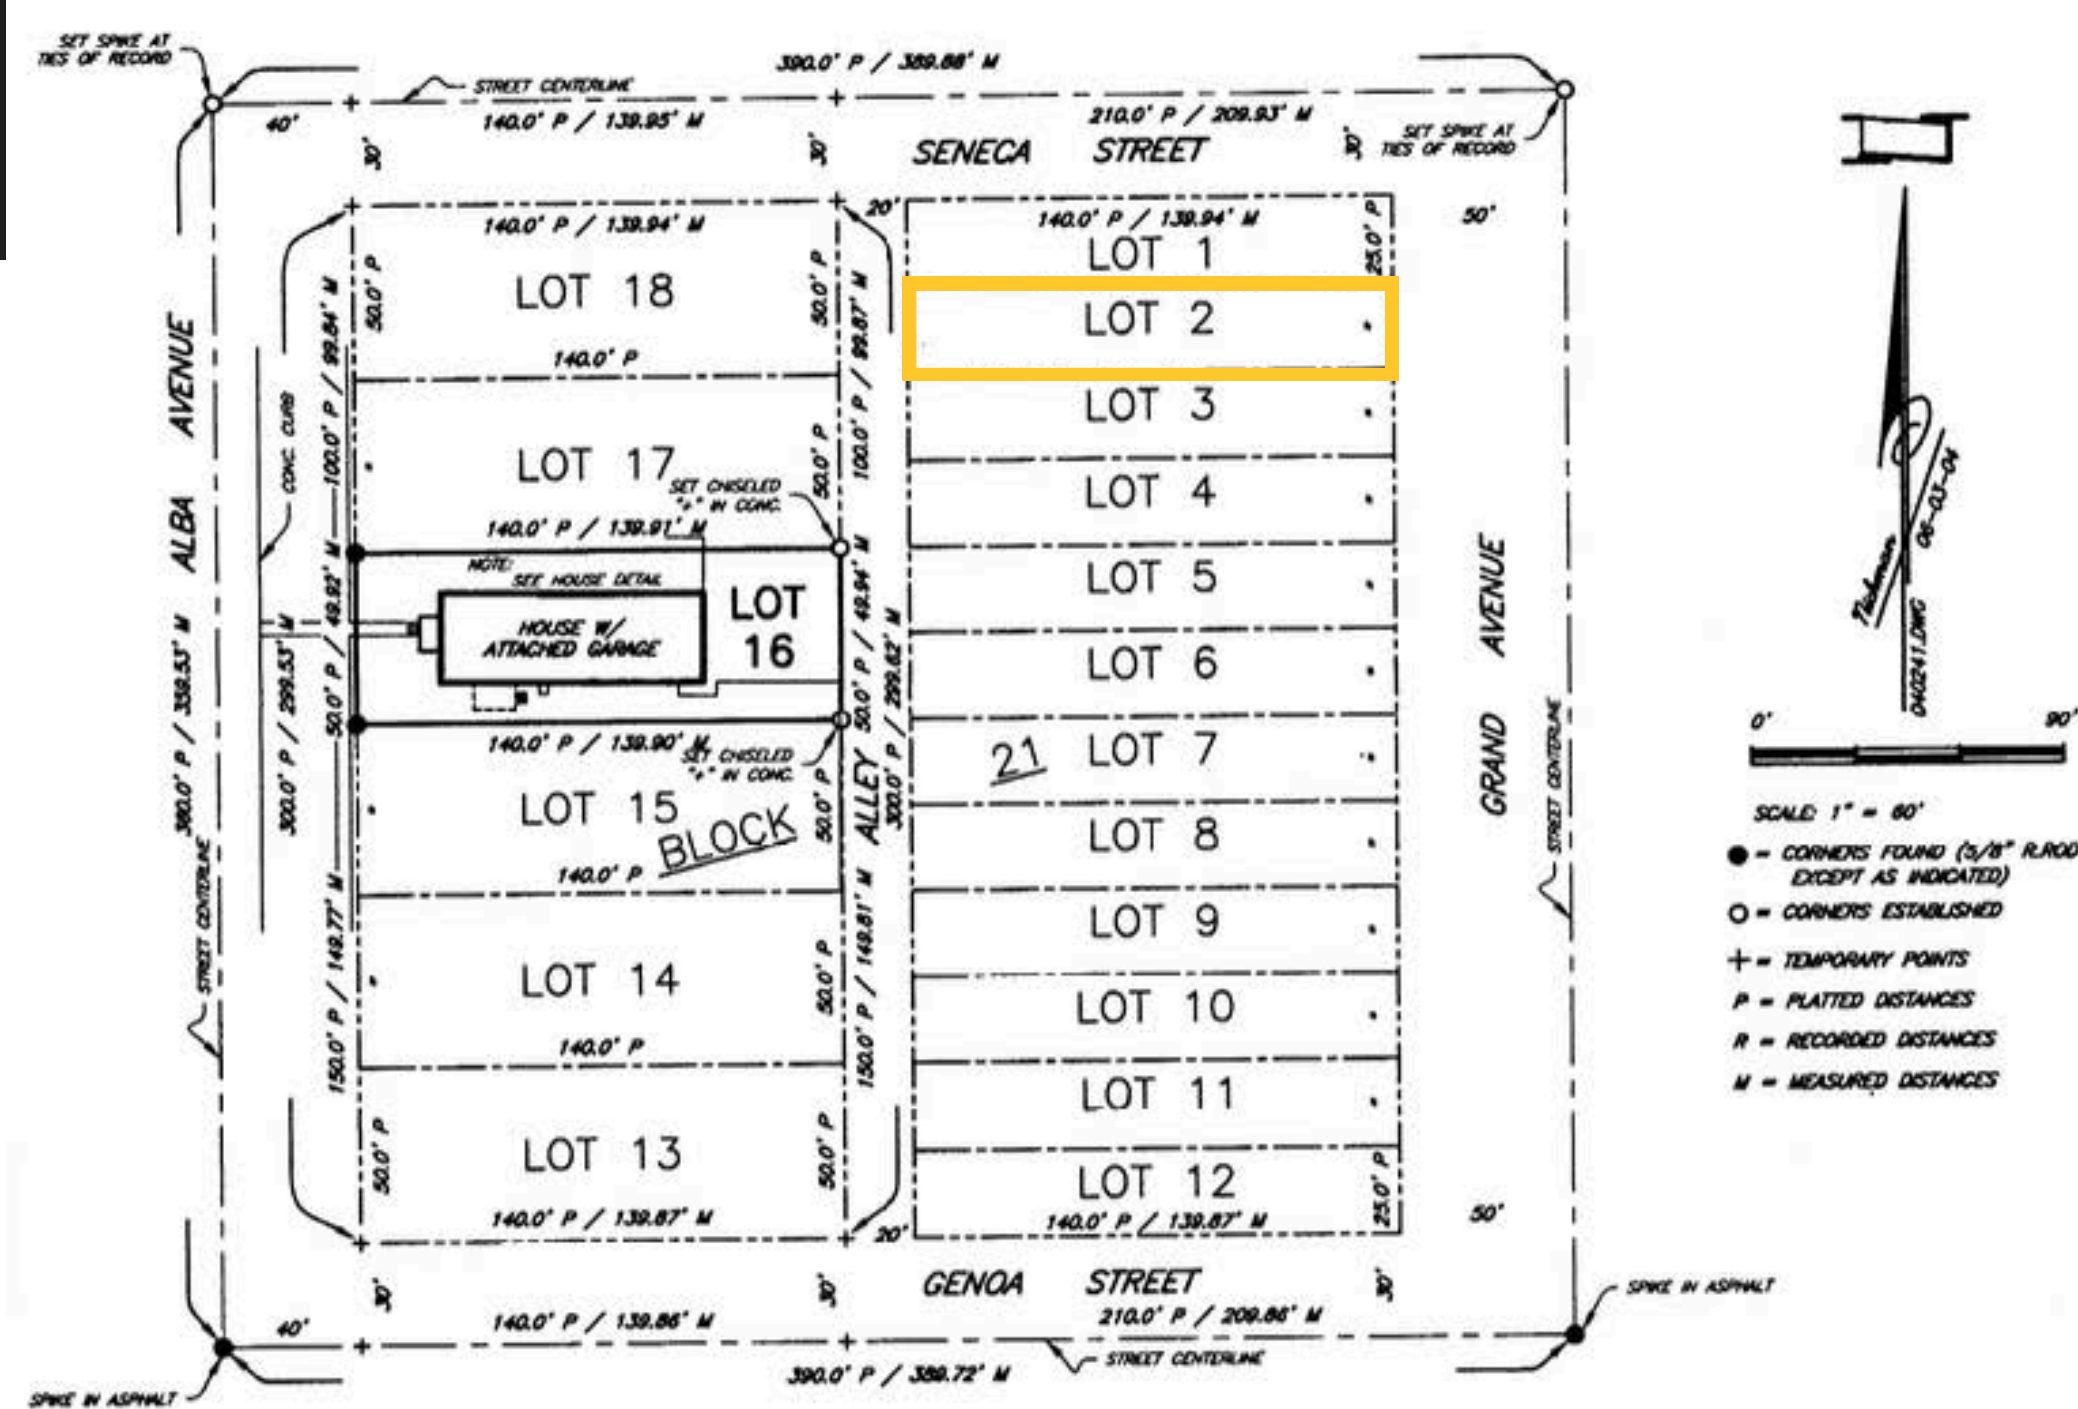 SET SPIKE AT
TIES OF RECORD
390.0' P / 389.88' M
STREET CENTERLINE
40'
140.0' P / 139.95' M
210.0' P / 209.93' M
SET SPIKE AT
TIES OF RECORD
30'
30'
30'
SENECA STREET
140.0' P / 139.94' M
20'
140.0' P / 139.94' M
50'
25.0' P
LOT 1
LOT 18
50.0' P
50.0' P
140.0' P
LOT 2
LOT 3
ALBA AVENUE
CONC. CURB
100.0' P / 99.84' M
100.0' P / 99.87' M
LOT 17
50.0' P
SET CHISELED
"+" IN CONC.
140.0' P / 139.91' M
LOT 4
NOTE:
SEE HOUSE DETAIL
HOUSE W/
ATTACHED GARAGE
LOT
16
50.0' P / 49.92' M
50.0' P / 49.94' M
LOT 5
LOT 6
GRAND AVENUE
380.0' P / 359.53' M
300.0' P / 299.53' M
300.0' P / 299.62' M
140.0' P / 139.90' M
SET CHISELED
"+" IN CONC.
ALLEY
21
LOT 7
LOT 15
BLOCK
50.0' P
140.0' P
LOT 8
STREET CENTERLINE
STREET CENTERLINE
LOT 9
150.0' P / 149.77' M
150.0' P / 149.81' M
LOT 14
50.0' P
140.0' P
LOT 10
LOT 11
LOT 13
50.0' P
50.0' P
LOT 12
25.0' P
140.0' P / 139.87' M
20'
140.0' P / 139.87' M
50'
GENOA STREET
30'
30'
30'
40'
140.0' P / 139.86' M
210.0' P / 209.86' M
SPIKE IN ASPHALT
STREET CENTERLINE
390.0' P / 389.72' M
SPIKE IN ASPHALT
06-03-04
040241.DWG
0' 90'
SCALE: 1" = 60'
= CORNERS FOUND (5/8" R.ROD
EXCEPT AS INDICATED)
= CORNERS ESTABLISHED
+ = TEMPORARY POINTS
P = PLATTED DISTANCES
R = RECORDED DISTANCES
M = MEASURED DISTANCES